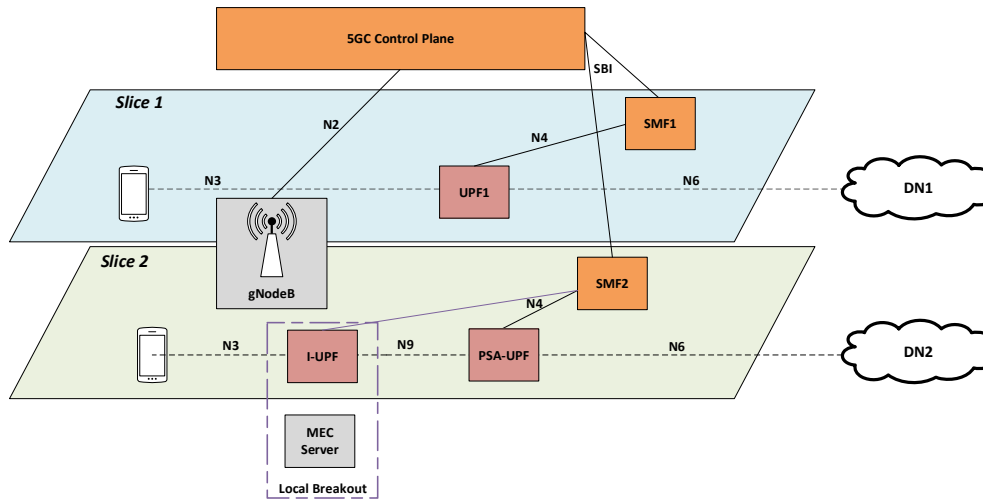 5GC Control Plane
SBI
Slice 1
N2
SMF1
N4
N3
UPF1
N6
DN1
Slice 2
gNodeB
SMF2
N4
N3
I-UPF
N9
PSA-UPF
N6
DN2
MEC
Server
Local Breakout